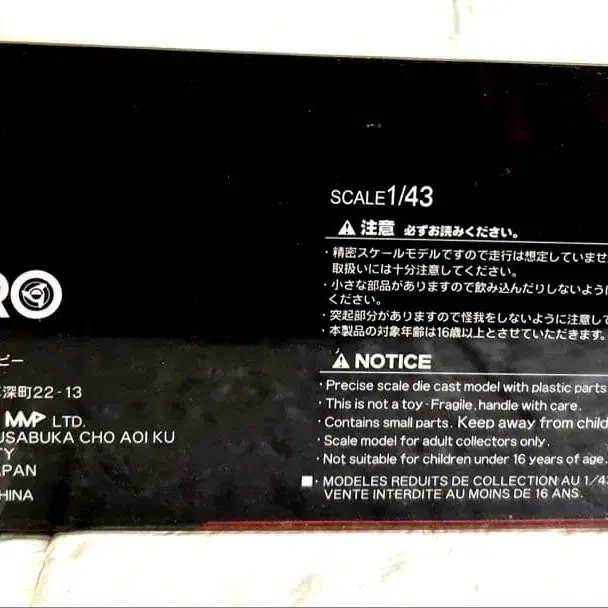 SCALE 1/43
注意 必ずお読みください。
・精密スケールモデルですので走行は想定していませ
取扱いには十分注意してください。
・小さな部品がありますので飲み込んだりしないように
ください。
・突起部分がありますので怪我をしないように注意して
・本製品の対象年齢は16歳以上とさせていただきます。
NOTICE
・Precise scale die cast model with plastic parts
・This is not a toy-Fragile, handle with care.
・Contains small parts. Keep away from child
・Scale model for adult collectors only.
・Not suitable for children under 16 years of age.
・MODELES REDUITS DE COLLECTION AU 1/43
VENTE INTERDITE AU MOINS DE 16 ANS.
RO
ビー
深町22-13
MVP LTD.
USABUKA CHO AOI KU
TY
APAN
HINA